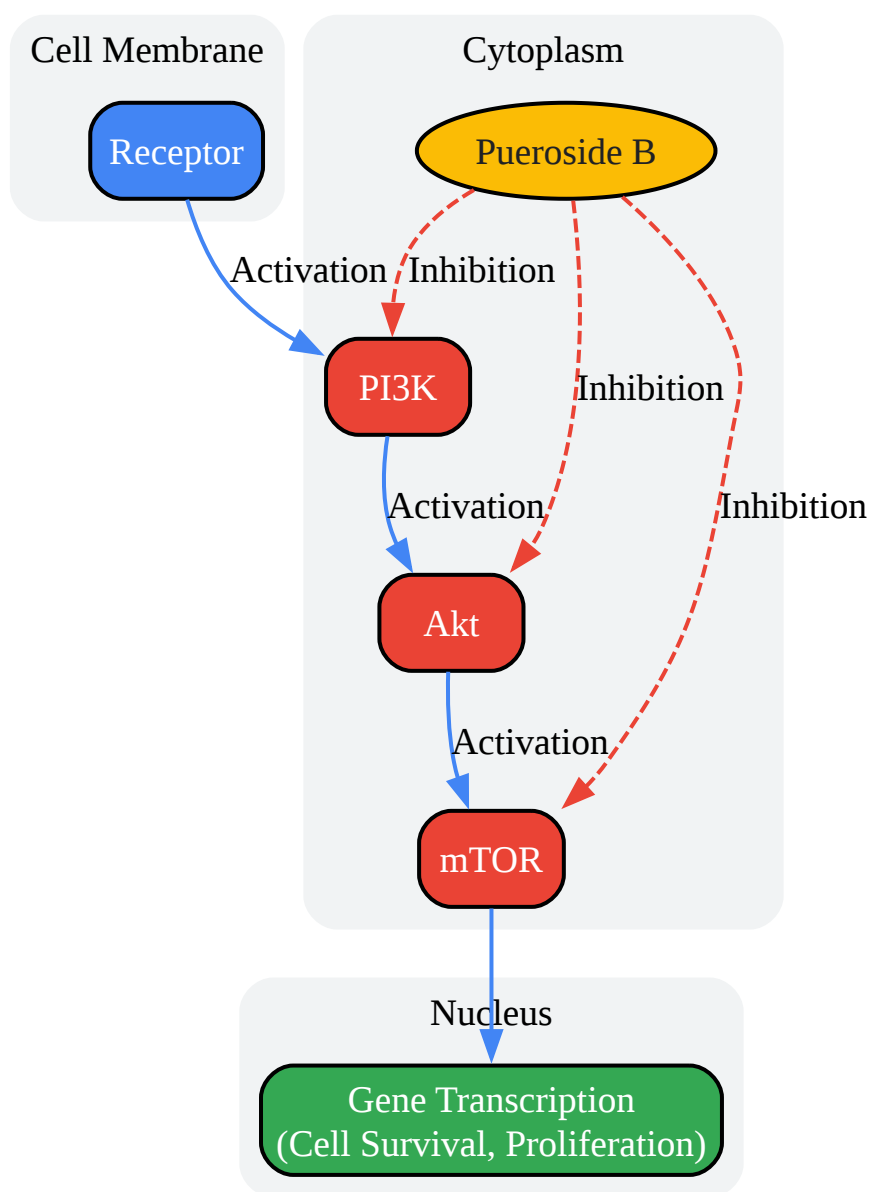 Cell Membrane
Cytoplasm
Receptor
Pueroside B
Activation
Inhibition
PI3K
Inhibition
Activation
Inhibition
Akt
Activation
mTOR
Nucleus
Gene Transcription
(Cell Survival, Proliferation)